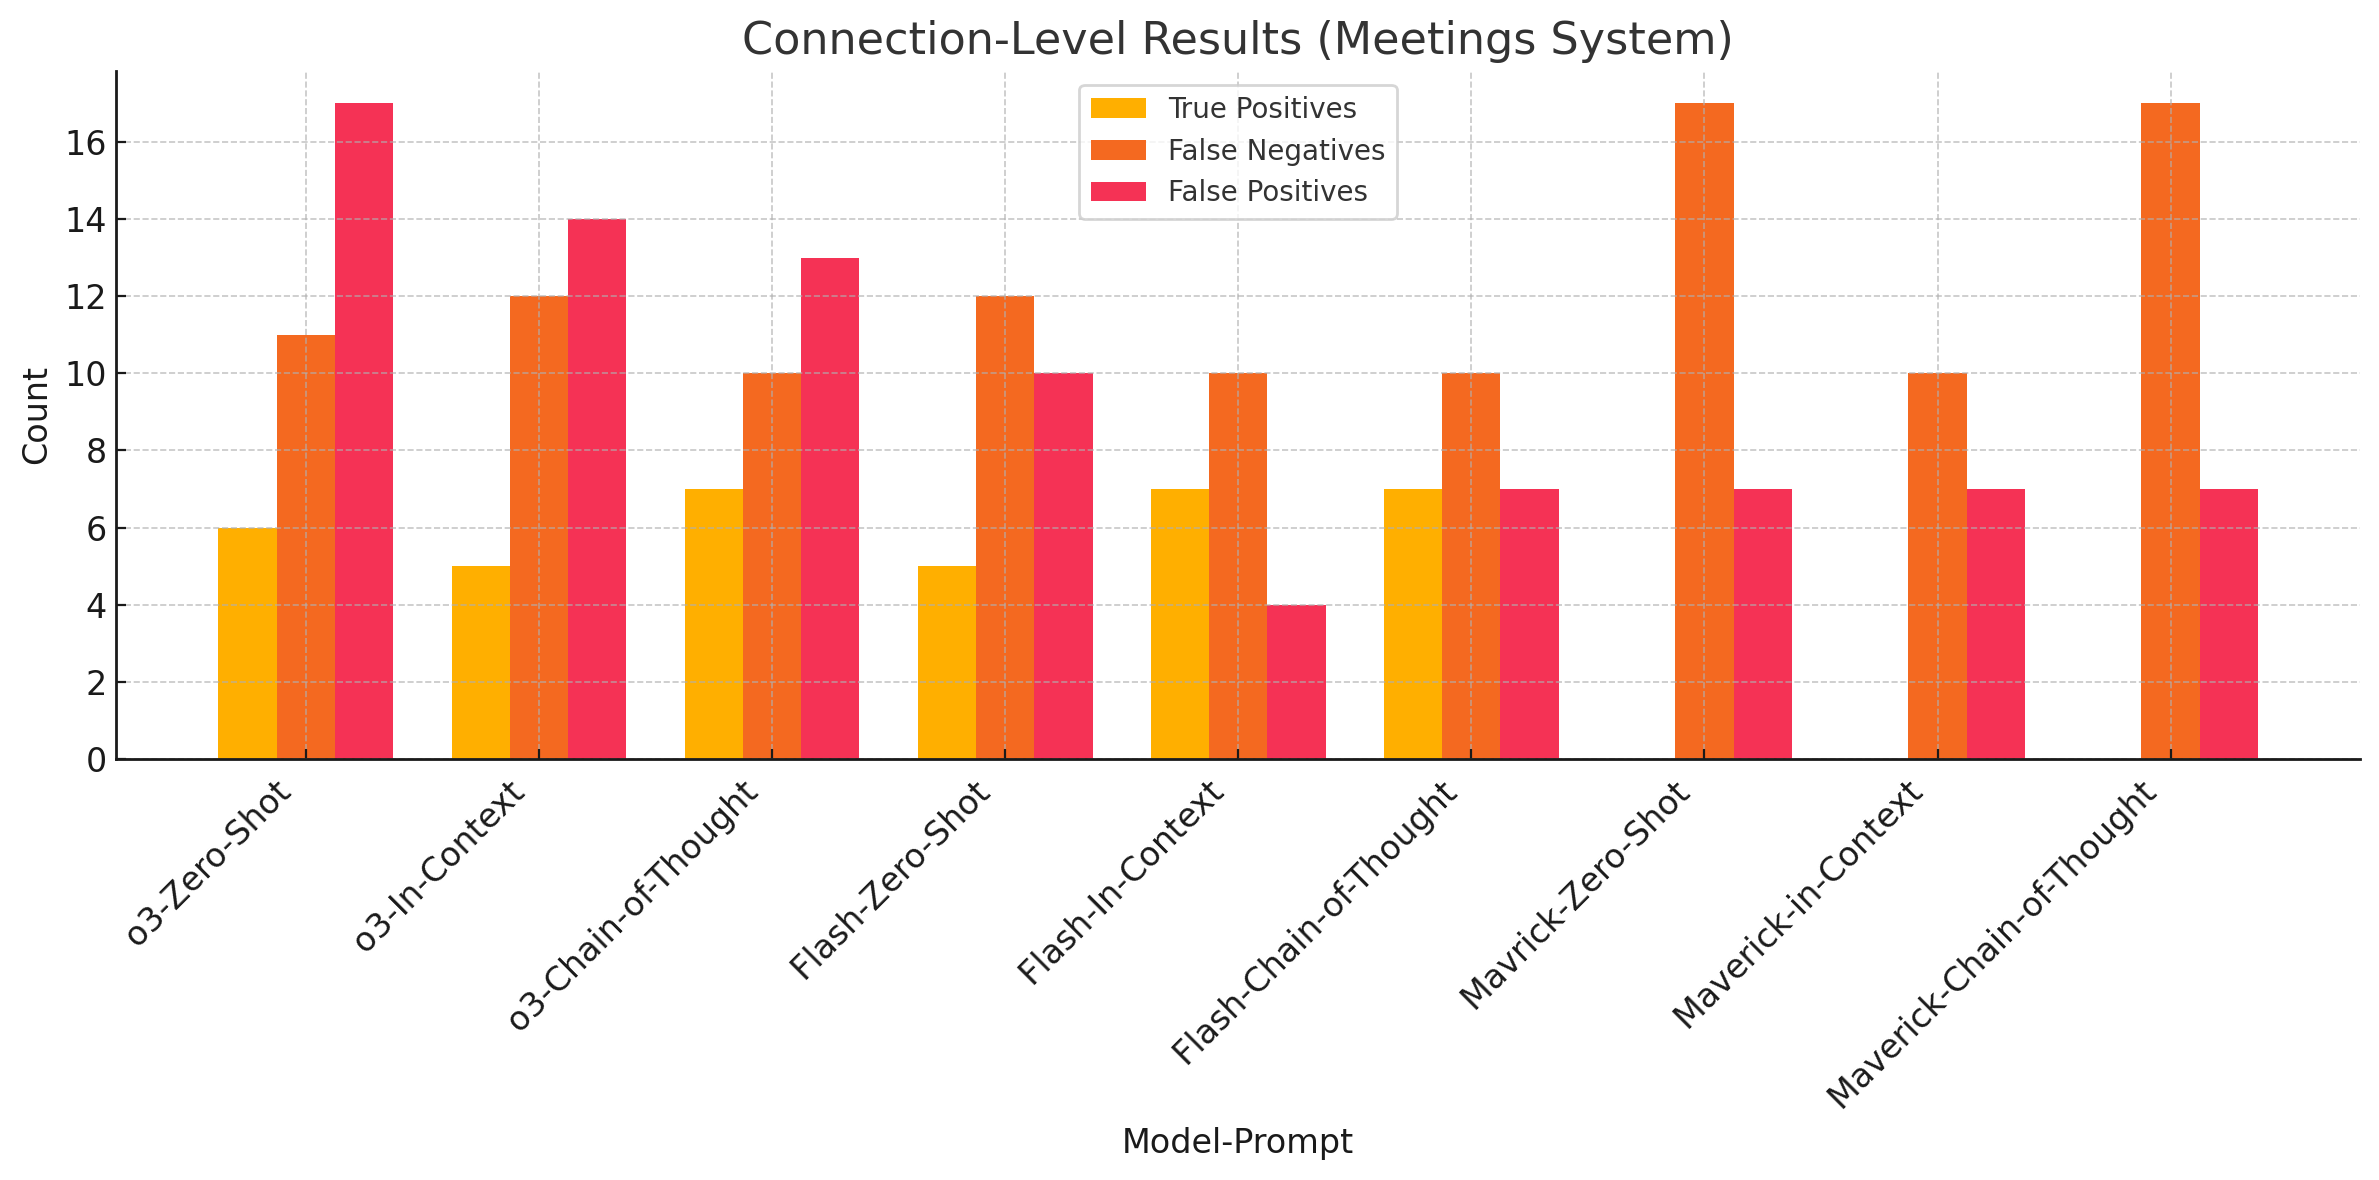 Connection-Level Results (Meetings System)
True Positives
False Negatives
False Positives
Count
16
14
12
10
8
6
4
2
0
o3-Zero-Shot
o3-In-Context
o3-Chain-of-Thought
Flash-Zero-Shot
Flash-In-Context
Flash-Chain-of-Thought
Mavrick-Zero-Shot
Maverick-in-Context
Maverick-Chain-of-Thought
Model-Prompt